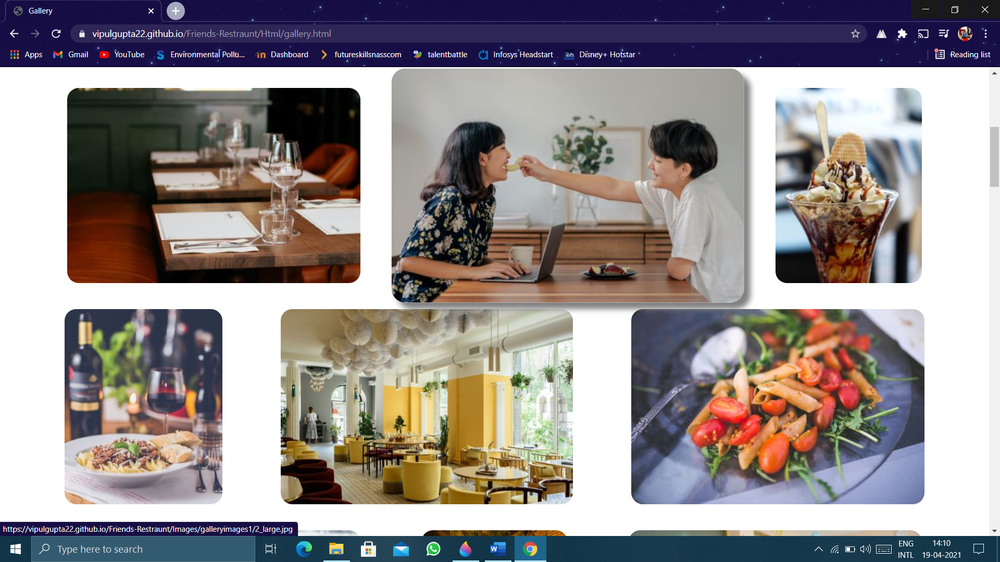 Gallery
vipulgupta22.github.io/Friends-Restraunt/Html/gallery.html
Apps Gmail YouTube Environmental Pollu... Dashboard futureskillsnasscom talentbattle Infosys Headstart Disney+ Hotstar Reading list
https://vipulgupta22.github.io/Friends-Restraunt/Images/galleryimages1/2_large.jpg
Type here to search
ENG 14:10
INTL 19-04-2021